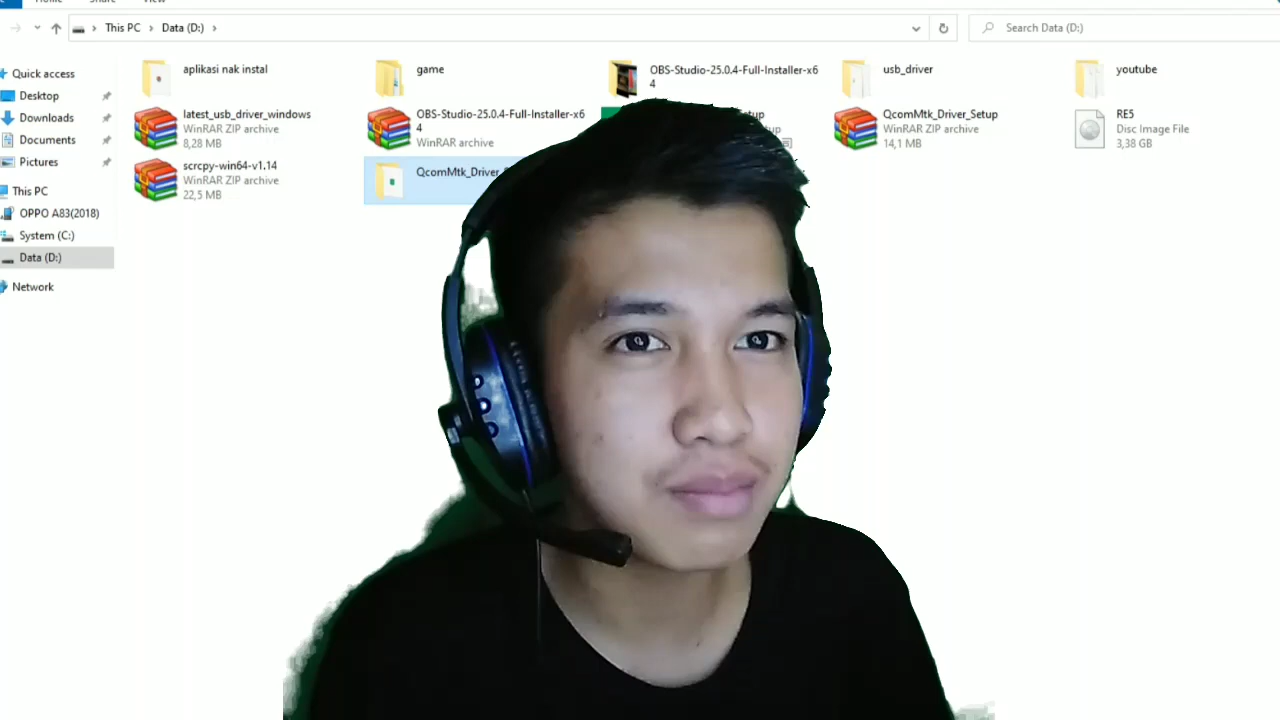 This PC
Data (D:)
Search Data (D:)
Quick access
Desktop
Downloads
Documents
Pictures
This PC
OPPO A83(2018)
System (C:)
Data (D:)
Network
aplikasi nak instal
game
OBS-Studio-25.0.4-Full-Installer-x6
4
usb_driver
youtube
latest_usb_driver_windows
WinRAR ZIP archive
8,28 MB
OBS-Studio-25.0.4-Full-Installer-x6
4
WinRAR archive
QcomMtk_Driver_Setup
WinRAR ZIP archive
14,1 MB
RE5
Disc Image File
3,38 GB
scrcpy-win64-v1.14
WinRAR ZIP archive
22,5 MB
QcomMtk_Driver